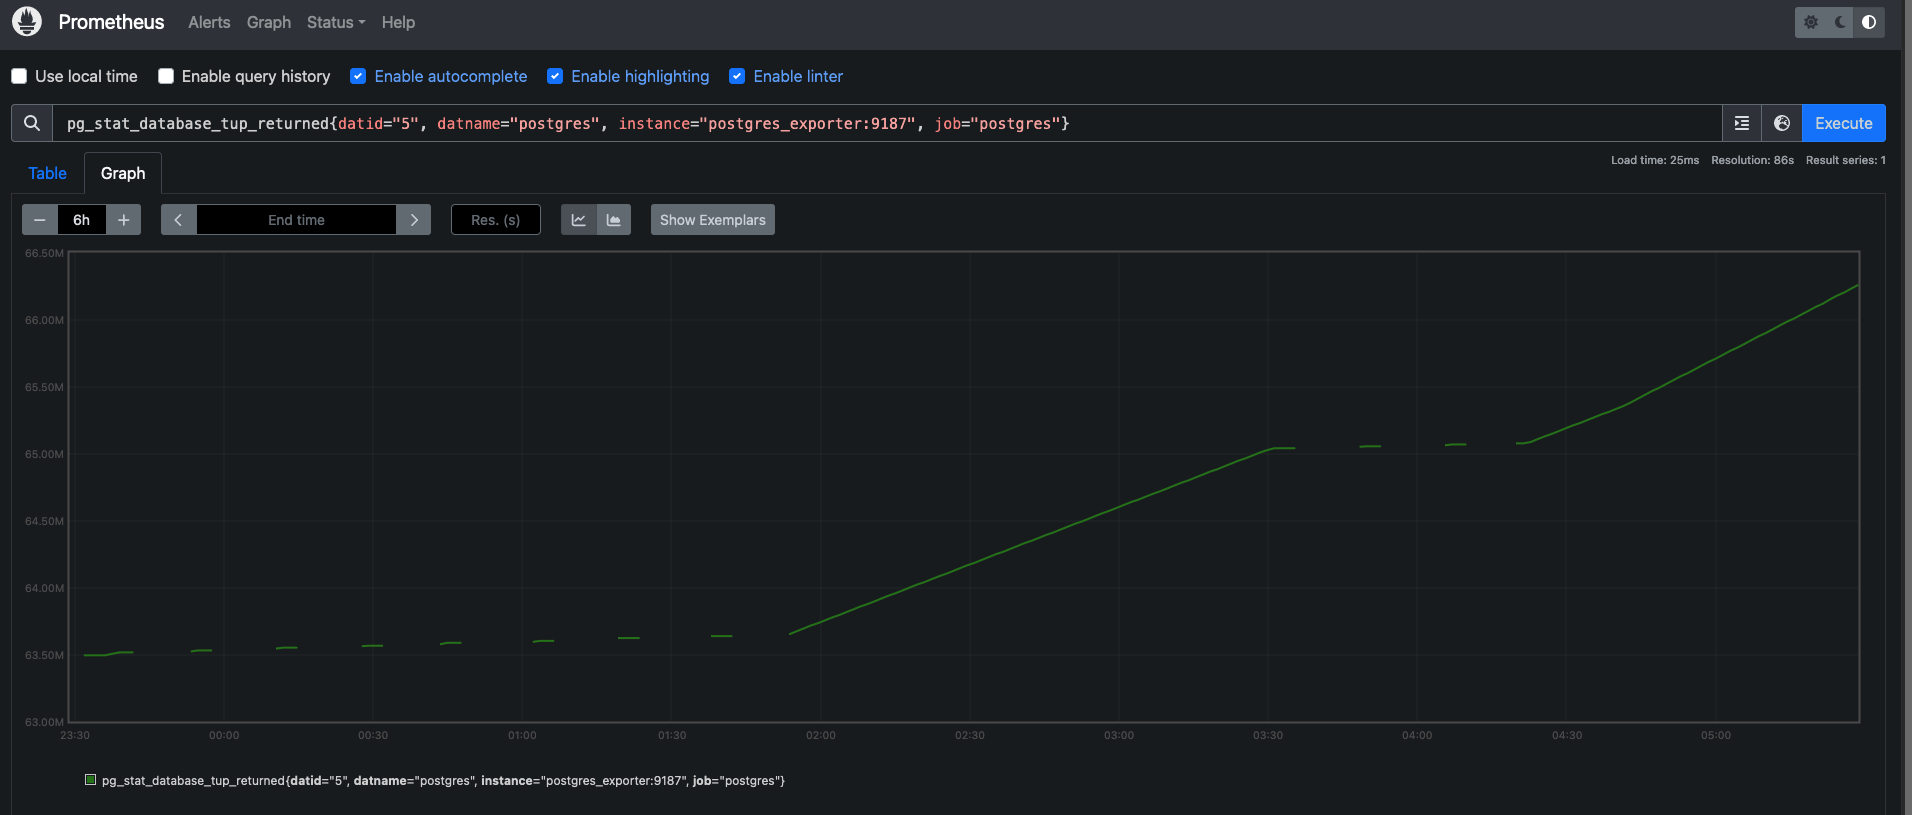 Prometheus Alerts Graph Status Help
Use local time Enable query history Enable autocomplete Enable highlighting Enable linter
pg_stat_database_tup_returned{datid="5", datname="postgres", instance="postgres_exporter:9187", job="postgres"}
Execute
Load time: 25ms Resolution: 86s Result series: 1
Table Graph
− 6h + < End time > Res. (s) Show Exemplars
66.50M
66.00M
65.50M
65.00M
64.50M
64.00M
63.50M
63.00M
23:30 00:00 00:30 01:00 01:30 02:00 02:30 03:00 03:30 04:00 04:30 05:00
pg_stat_database_tup_returned{datid="5", datname="postgres", instance="postgres_exporter:9187", job="postgres"}